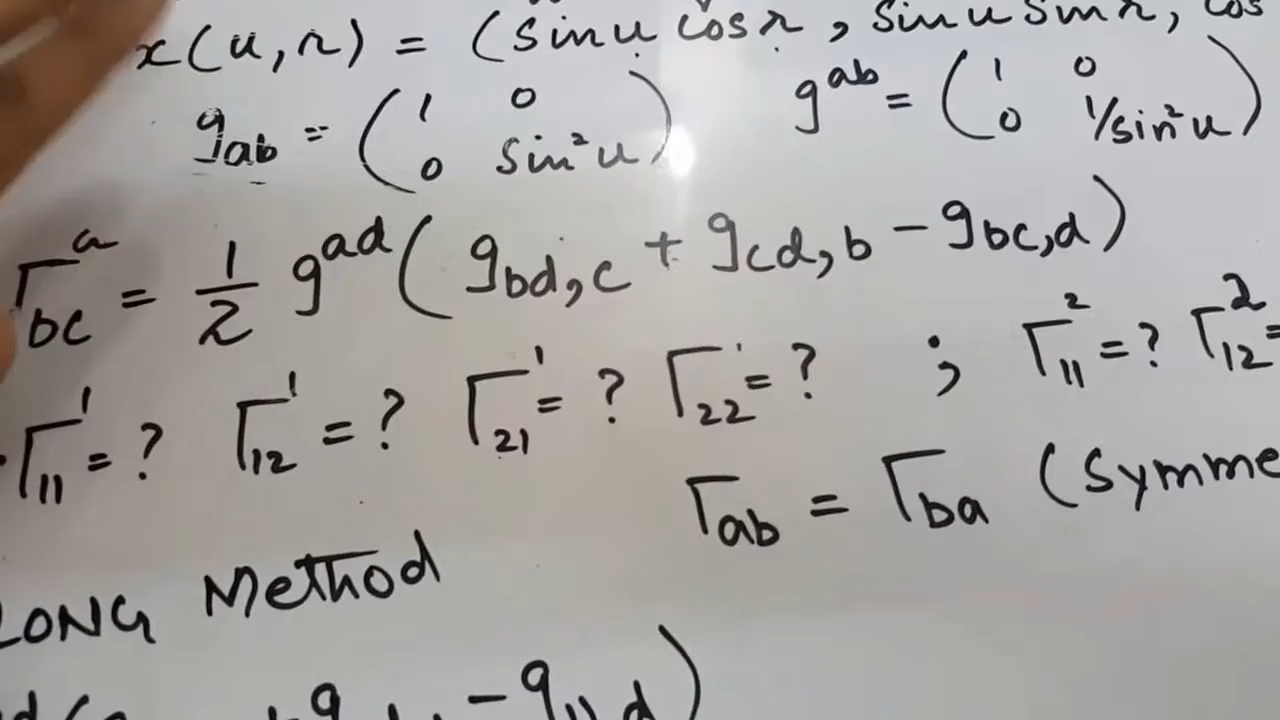 x(u,r) = (sin u cos r, sin u sin r, cos
g_ab = (1 0 0 sin²u) g^ab = (1 0 0 1/sin²u)
Γ^a_bc = 1/2 g^ad (g_bd,c + g_cd,b - g_bc,d)
Γ^1_11 = ? Γ^1_12 = ? Γ^1_21 = ? Γ^1_22 = ? ; Γ^2_11 = ? Γ^2_12 =
Γ_ab = Γ_ba (Symme
LONG Method
- g_11,d)